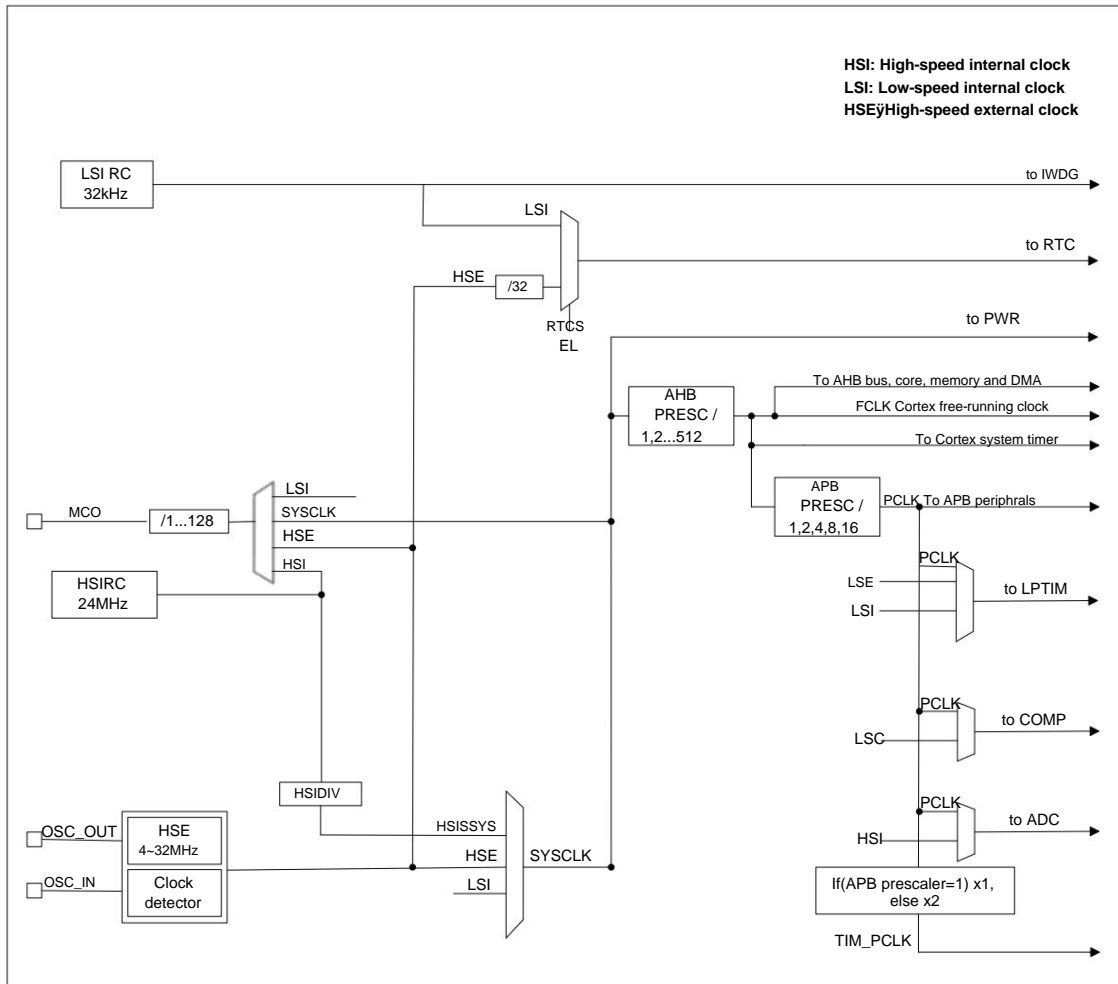 HSI: High-speed internal clock
LSI: Low-speed internal clock
HSEÿHigh-speed external clock
LSI RC
32kHz
to IWDG
LSI
to RTC
HSE
/32
RTCS
EL
to PWR
To AHB bus, core, memory and DMA
AHB
PRESC /
1,2...512
FCLK Cortex free-running clock
To Cortex system timer
LSI
APB
PRESC /
1,2,4,8,16
PCLK To APB periphrals
MCO
/1...128
SYSCLK
HSE
HSI
HSIRC
24MHz
PCLK
LSE
LSI
to LPTIM
PCLK
LSC
to COMP
HSIDIV
PCLK
HSI
to ADC
OSC_OUT
HSE
4~32MHz
HSISSYS
HSE
SYSCLK
LSI
OSC_IN
Clock
detector
If(APB prescaler=1) x1,
else x2
TIM_PCLK